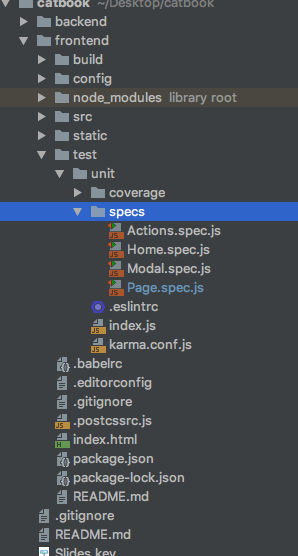 catbook ~/Desktop/catbook
backend
frontend
build
config
node_modules library root
src
static
test
unit
coverage
specs
Actions.spec.js
Home.spec.js
Modal.spec.js
Page.spec.js
.eslintrc
index.js
karma.conf.js
.babelrc
.editorconfig
.gitignore
.postcssrc.js
index.html
package.json
package-lock.json
README.md
.gitignore
README.md
Slides.key